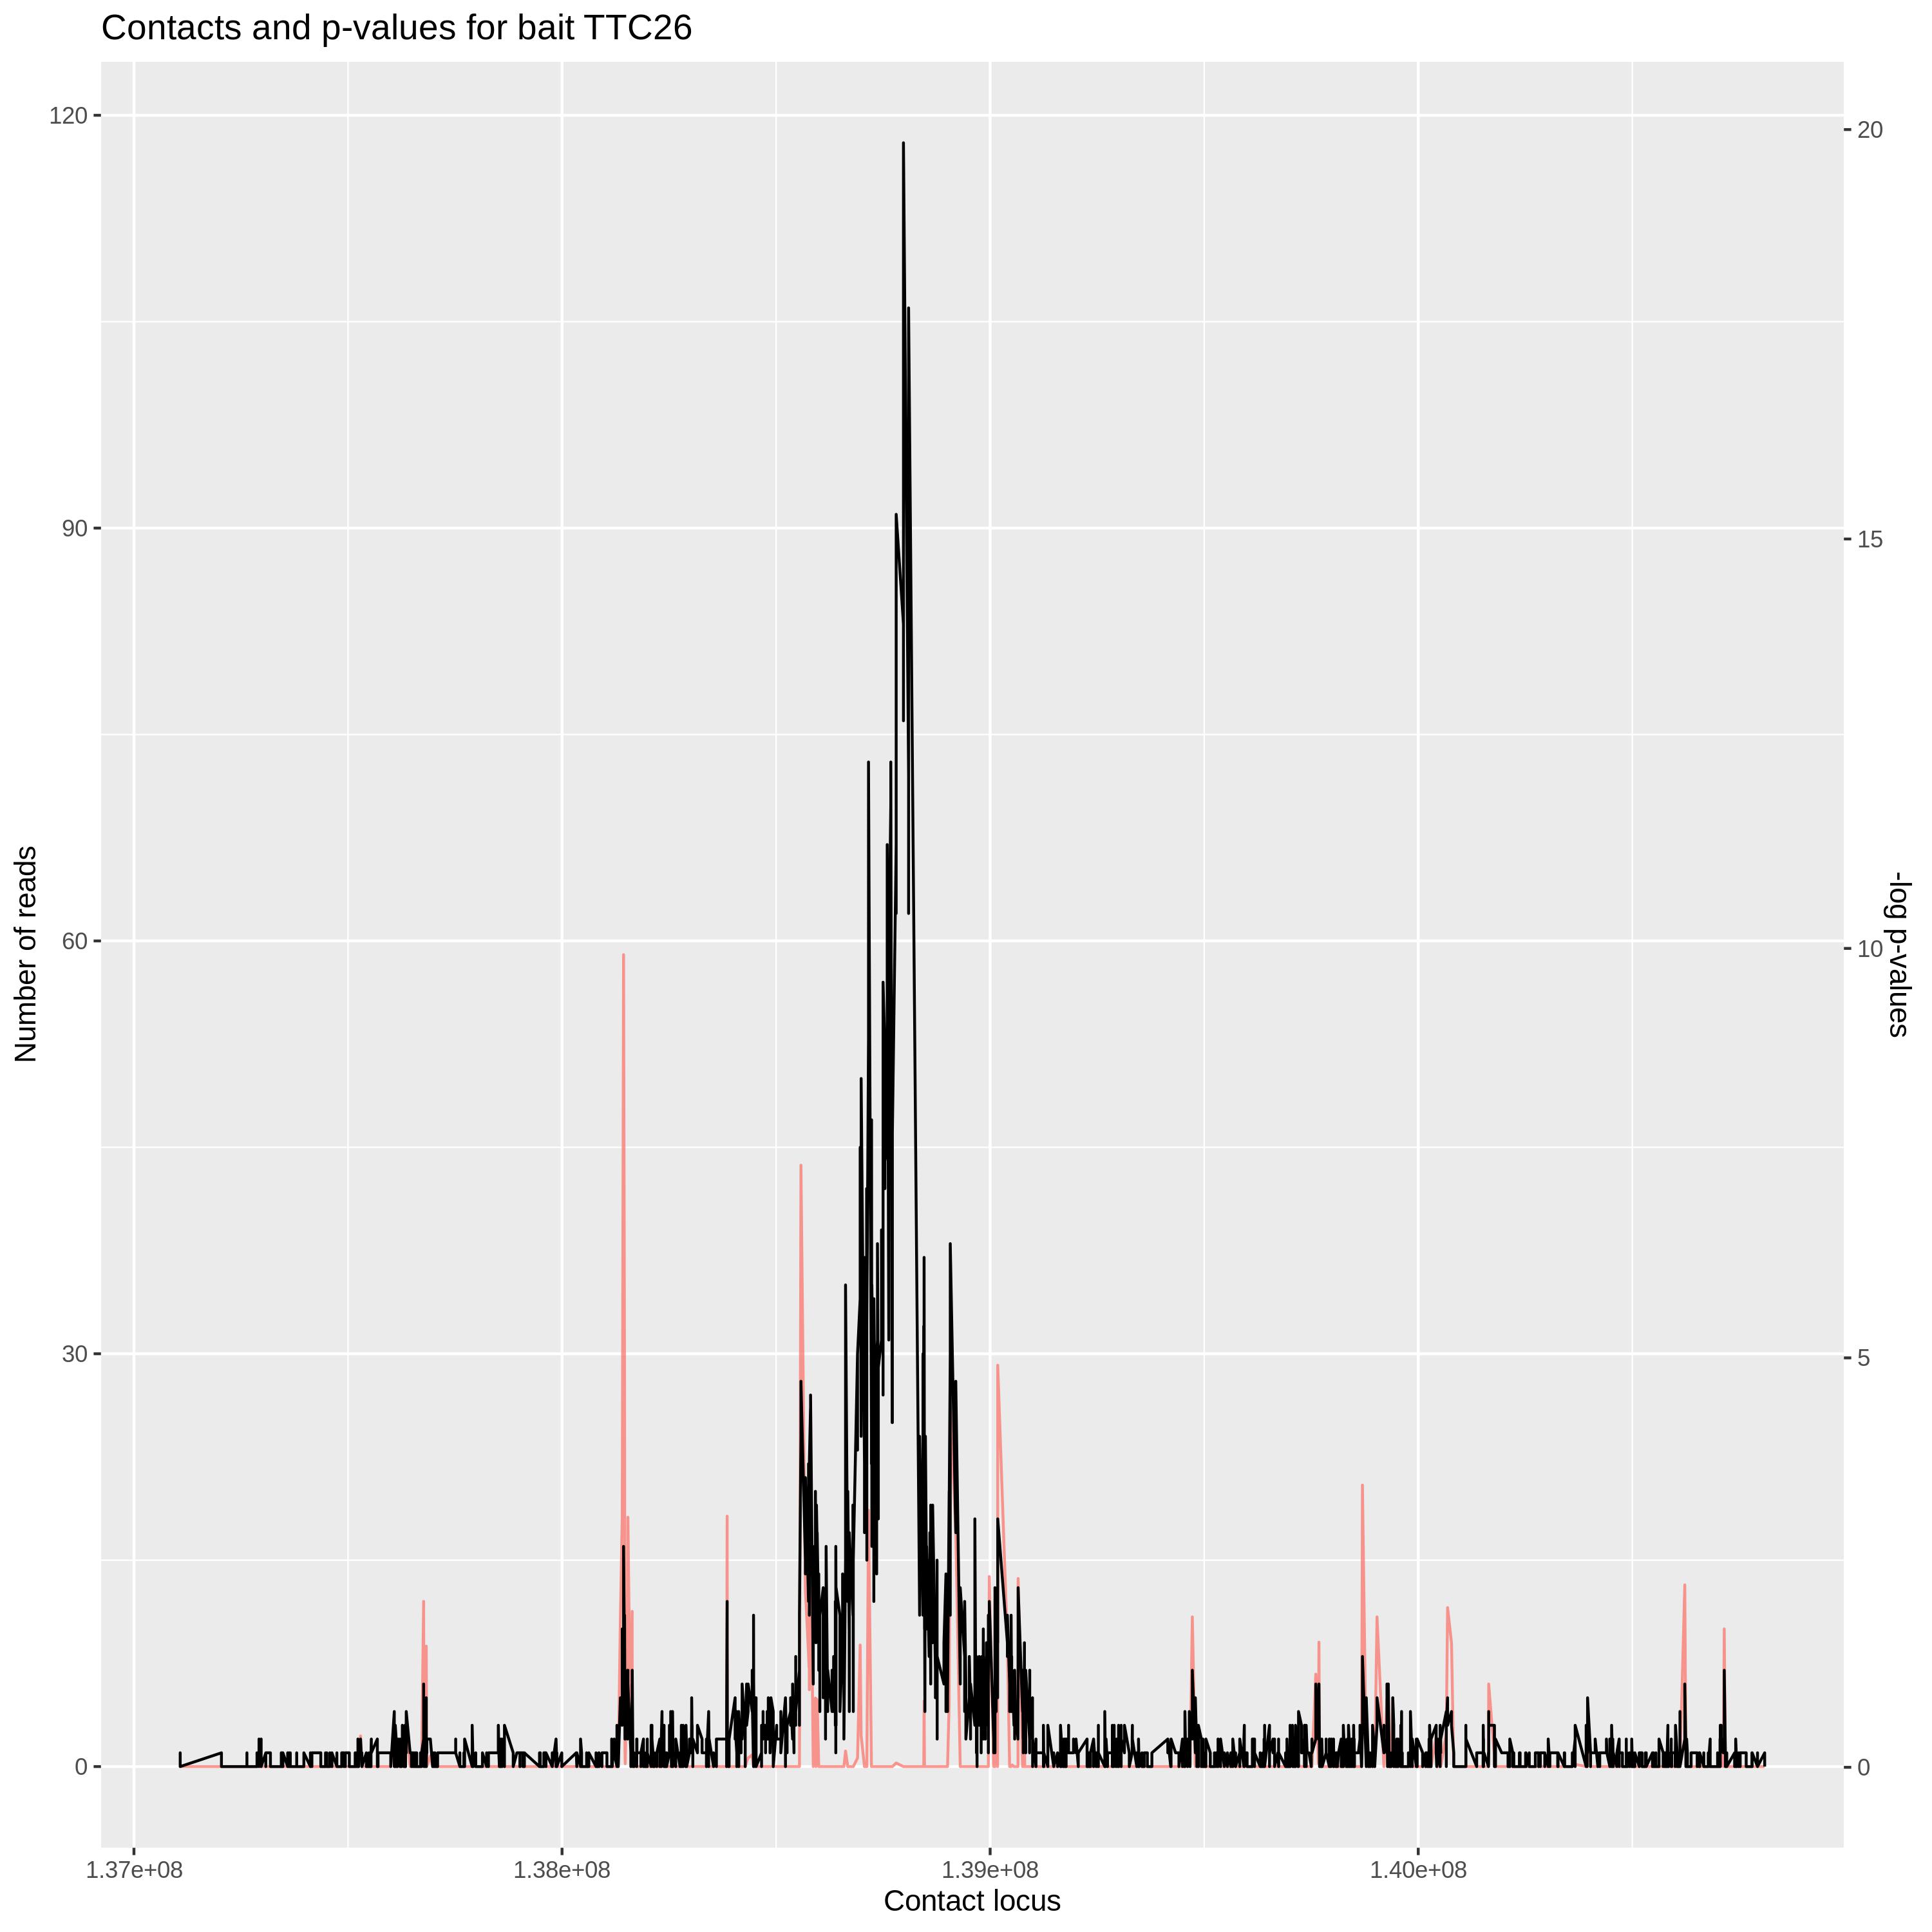 Contacts and p-values for bait TTC26
120
90
60
30
0
Number of reads
20
15
10
5
0
-log p-values
1.37e+08
1.38e+08
1.39e+08
1.40e+08
Contact locus